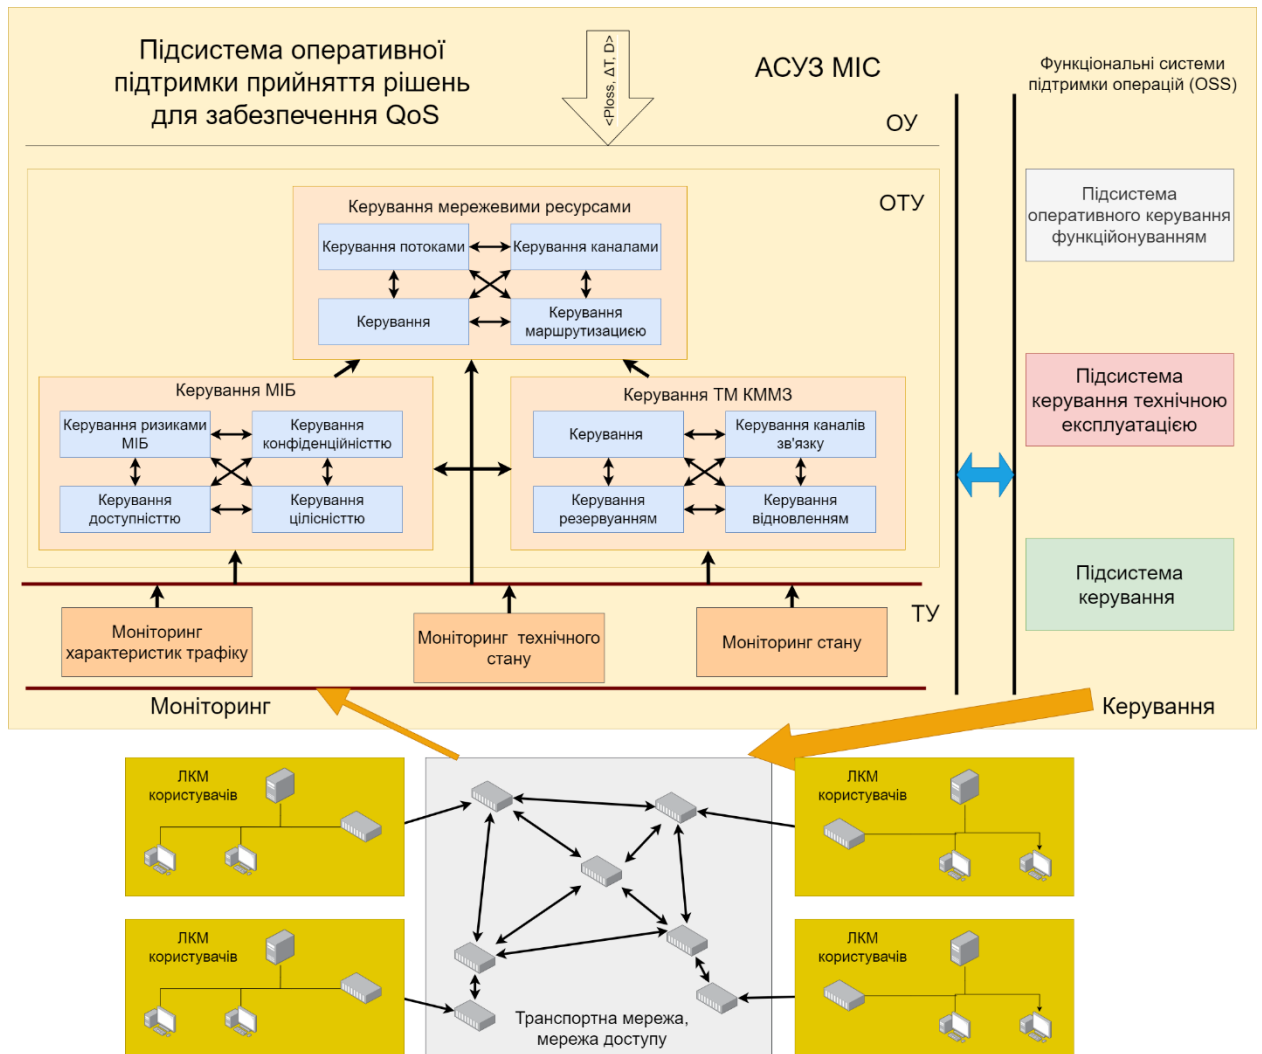 Підсистема оперативної
підтримки прийняття рішень
для забезпечення QoS
<Ploss, ΔT, D>
АСУЗ МІС
ОУ
Функціональні системи
підтримки операцій (OSS)
ОТУ
Керування мережевими ресурсами
Керування потоками
Керування каналами
Керування
Керування
маршрутизацією
Підсистема
оперативного керування
функційонуванням
Керування МІБ
Керування ризиками
МІБ
Керування
конфіденційністтю
Керування
доступністтю
Керування
цілісністтю
Керування ТМ КММЗ
Керування
Керування каналів
зв'язку
Керування
резервуанням
Керування
відновленням
Підсистема
керування технічною
експлуатацією
Підсистема
керування
ТУ
Моніторинг
характеристик трафіку
Моніторинг технічного
стану
Моніторинг стану
Моніторинг
Керування
ЛКМ
користувачів
ЛКМ
користувачів
ЛКМ
користувачів
ЛКМ
користувачів
Транспортна мережа,
мережа доступу